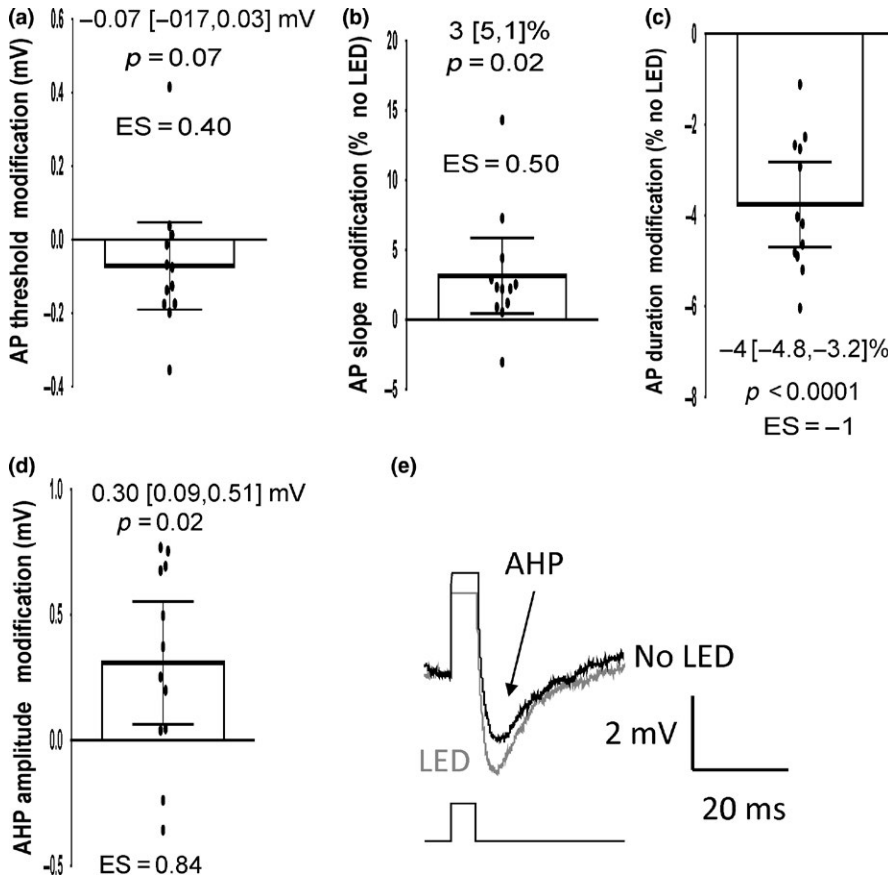 (a)
−0.07 [−017,0.03] mV
p = 0.07
ES = 0.40
AP threshold modification (mV)
0.6
0.4
0.2
0.0
−0.2
−0.4
(b)
3 [5,1]%
p = 0.02
ES = 0.50
AP slope modification (% no LED)
20
15
10
5
0
−5
(c)
AP duration modification (% no LED)
0
−2
−4
−6
−8
−4 [−4.8,−3.2]%
p < 0.0001
ES = −1
(d)
0.30 [0.09,0.51] mV
p = 0.02
AHP amplitude modification (mV)
1.0
0.5
0.0
−0.5
ES = 0.84
(e)
AHP
No LED
LED
2 mV
20 ms